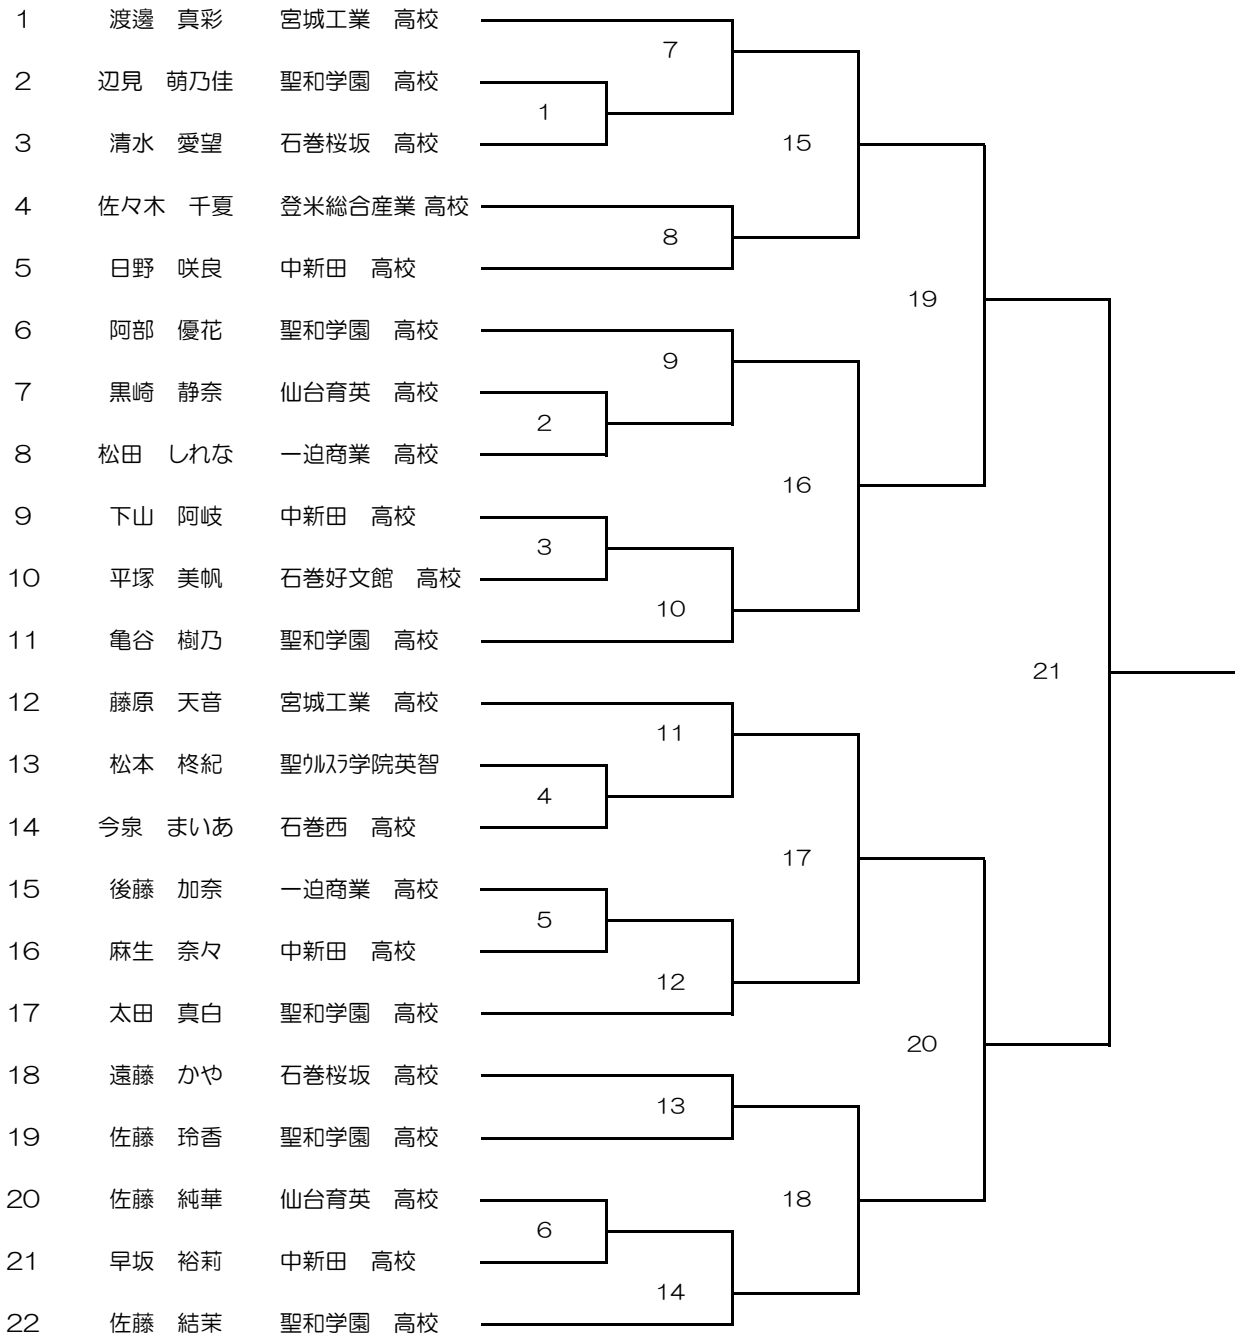 1 渡邊 真彩 宮城工業 高校
7
2 辺見 萌乃佳 聖和学園 高校
1
3 清水 愛望 石巻桜坂 高校
15
4 佐々木 千夏 登米総合産業 高校
8
5 日野 咲良 中新田 高校
19
6 阿部 優花 聖和学園 高校
9
7 黒崎 静奈 仙台育英 高校
2
8 松田 しれな 一迫商業 高校
16
9 下山 阿岐 中新田 高校
3
10 平塚 美帆 石巻好文館 高校
10
11 亀谷 樹乃 聖和学園 高校
21
12 藤原 天音 宮城工業 高校
11
13 松本 柊紀 聖ウルスラ学院英智
4
14 今泉 まいあ 石巻西 高校
17
15 後藤 加奈 一迫商業 高校
5
16 麻生 奈々 中新田 高校
12
17 太田 真白 聖和学園 高校
20
18 遠藤 かや 石巻桜坂 高校
13
19 佐藤 玲香 聖和学園 高校
20 佐藤 純華 仙台育英 高校
18
6
21 早坂 裕莉 中新田 高校
14
22 佐藤 結茉 聖和学園 高校